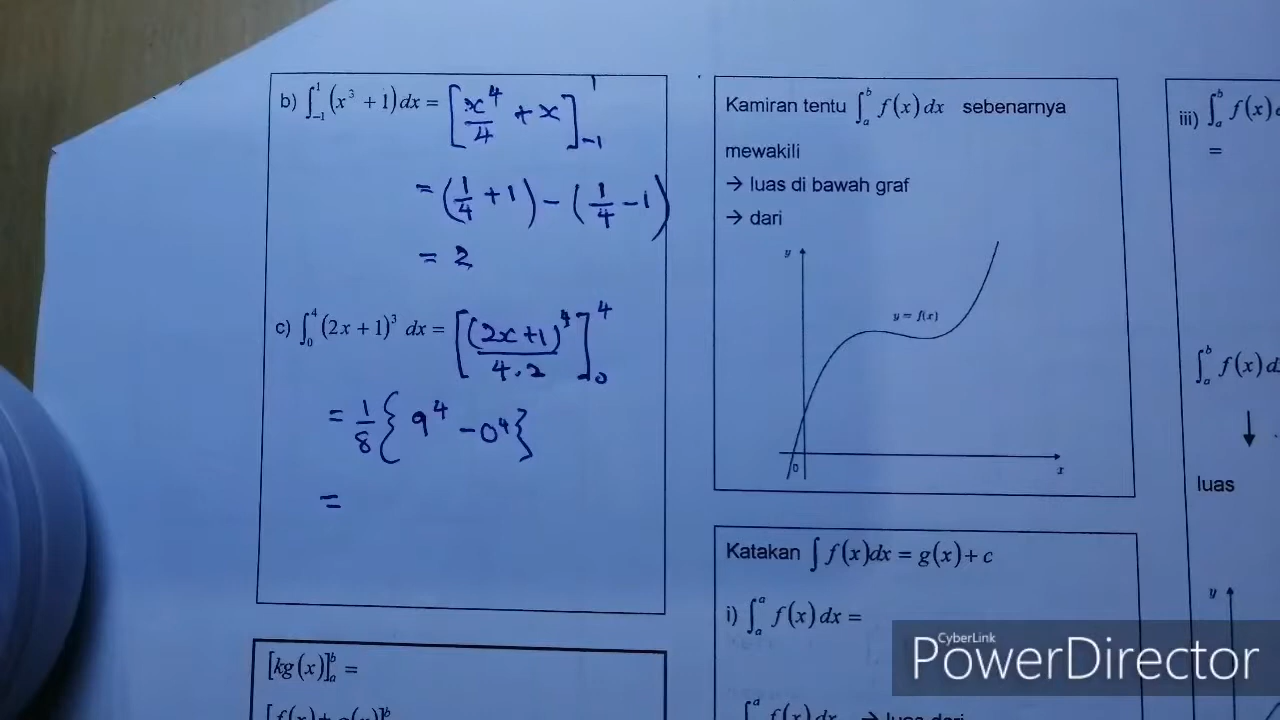 b) ∫₋₁¹ (x³ + 1) dx = [x⁴/4 + x]₋₁¹
= (1/4 + 1) - (1/4 - 1)
= 2
c) ∫₀⁴ (2x + 1)³ dx = [(2x+1)⁴/4.2]₀⁴
= 1/8 { 9⁴ - 0⁴ }
=
[kg(x)]ₐᵇ =
Kamiran tentu ∫ₐᵇ f(x) dx sebenarnya
mewakili
→ luas di bawah graf
→ dari
y
y = f(x)
0
x
Katakan ∫ f(x)dx = g(x) + c
i) ∫ₐᵃ f(x) dx =
iii) ∫ₐᵇ f(x)
=
∫ₐᵇ f(x)
↓
luas
y
CyberLink
PowerDirector